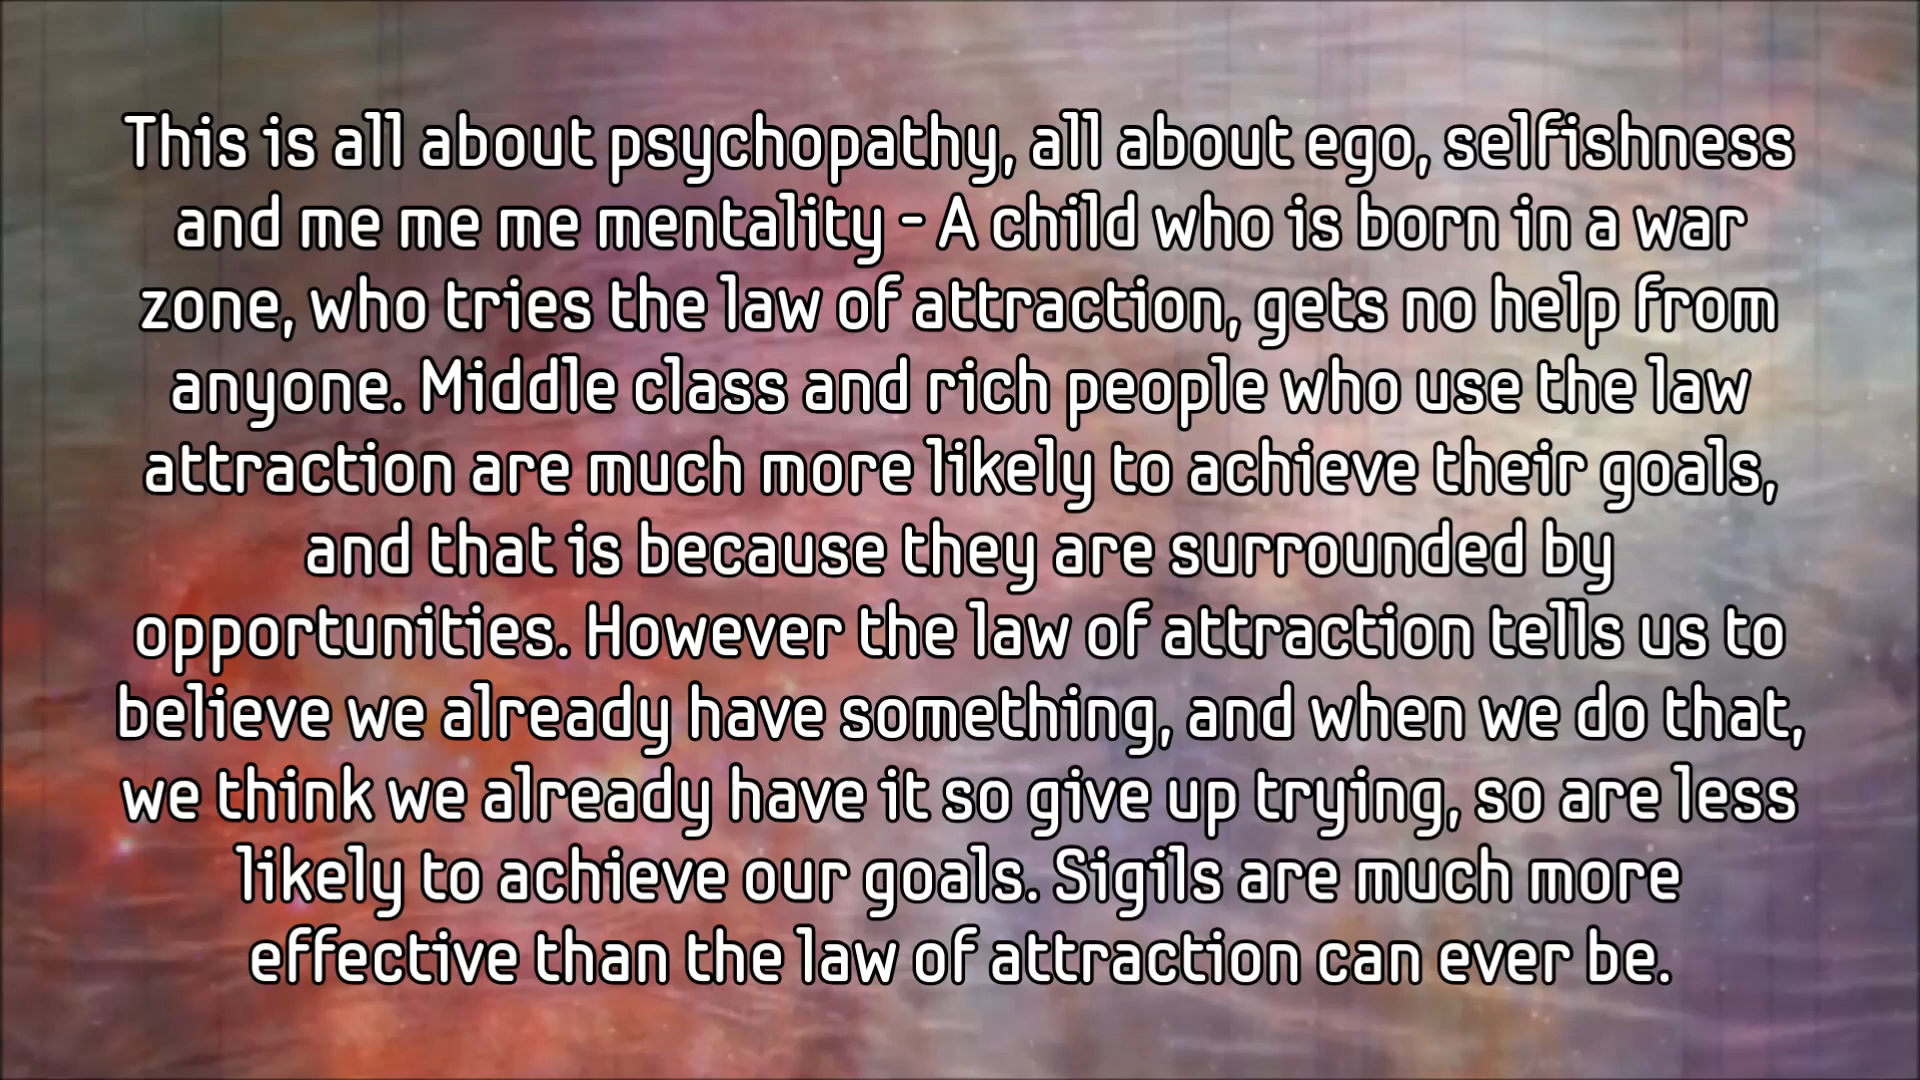 This is all about psychopathy, all about ego, selfishness
and me me me mentality - A child who is born in a war
zone, who tries the law of attraction, gets no help from
anyone. Middle class and rich people who use the law
attraction are much more likely to achieve their goals,
and that is because they are surrounded by
opportunities. However the law of attraction tells us to
believe we already have something, and when we do that,
we think we already have it so give up trying, so are less
likely to achieve our goals. Sigils are much more
effective than the law of attraction can ever be.